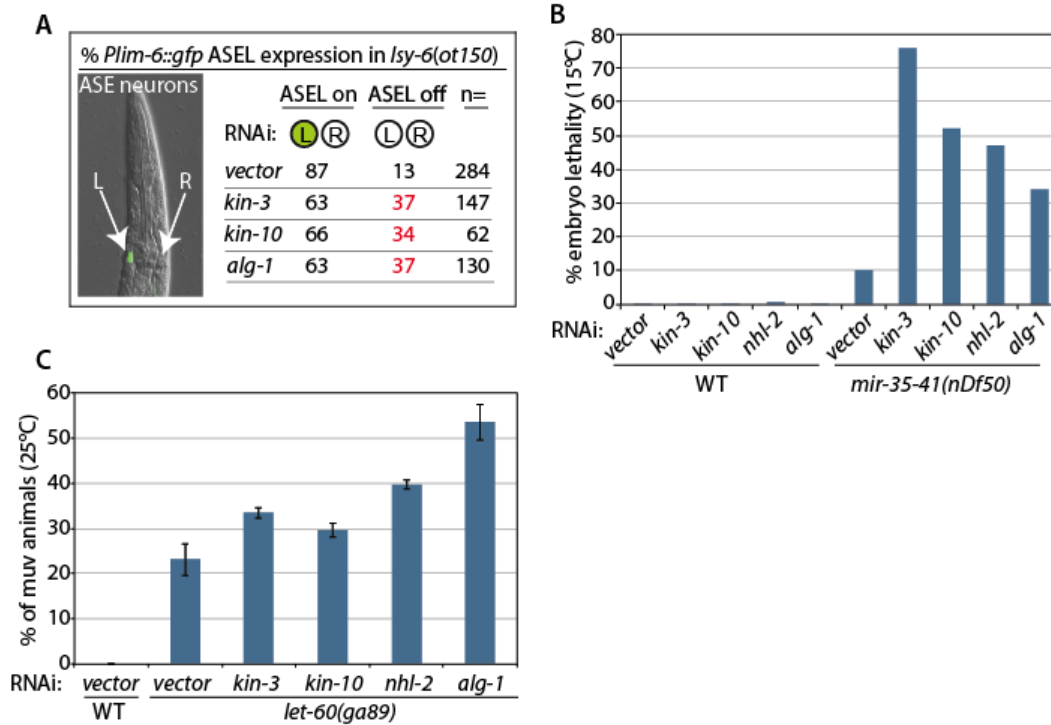 A
% Plim-6::gfp ASEL expression in lsy-6(ot150)
ASE neurons
L
R
ASEL on ASEL off n=
RNAi: L R L R
vector 87 13 284
kin-3 63 37 147
kin-10 66 34 62
alg-1 63 37 130
B
% embryo lethality (15°C)
80
70
60
50
40
30
20
10
0
RNAi: vector kin-3 kin-10 nhl-2 alg-1 vector kin-3 kin-10 nhl-2 alg-1
WT mir-35-41(nDf50)
C
% of muv animals (25°C)
60
50
40
30
20
10
0
RNAi: vector vector kin-3 kin-10 nhl-2 alg-1
WT let-60(ga89)